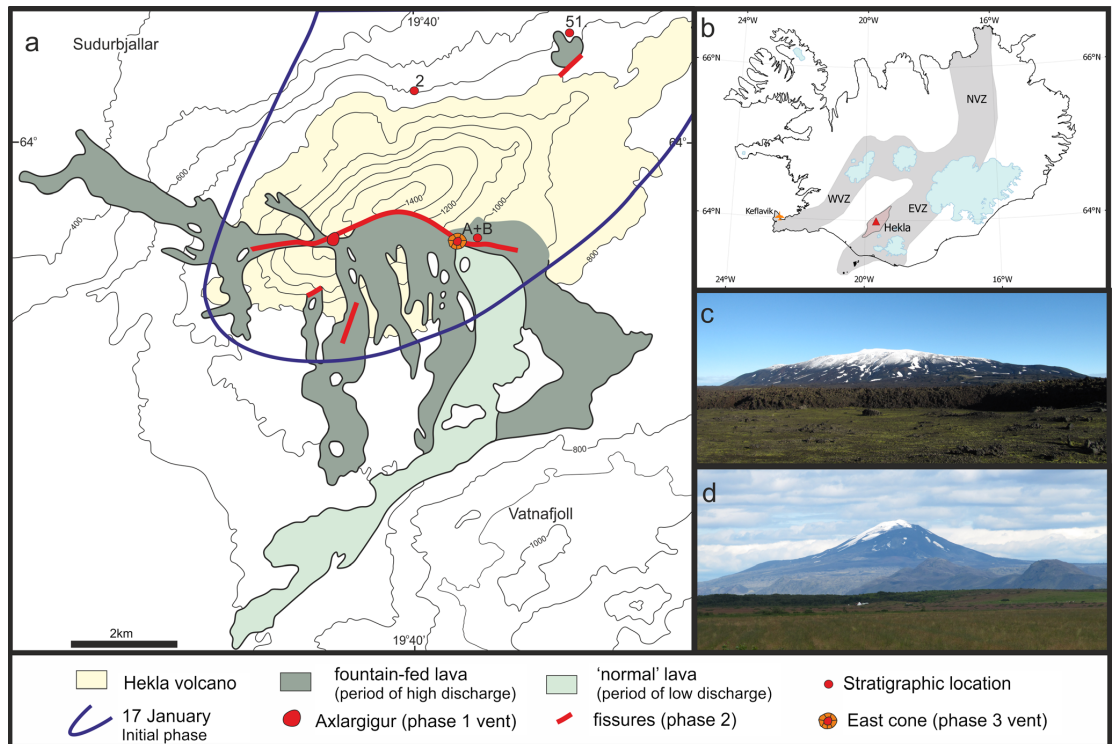 a
Sudurbjallar
19°40'
51
2
64°
64°
600
400
1400
1200
1000
800
A+B
800
800
Vatnafjoll
1000
2km
19°40'
b
24°W
20°W
16°W
66°N
66°N
NVZ
WVZ
EVZ
Keflavik
64°N
Hekla
64°N
24°W
20°W
16°W
c
d
Hekla volcano
fountain-fed lava
(period of high discharge)
'normal' lava
(period of low discharge)
Stratigraphic location
17 January
Initial phase
Axlargigur (phase 1 vent)
fissures (phase 2)
East cone (phase 3 vent)